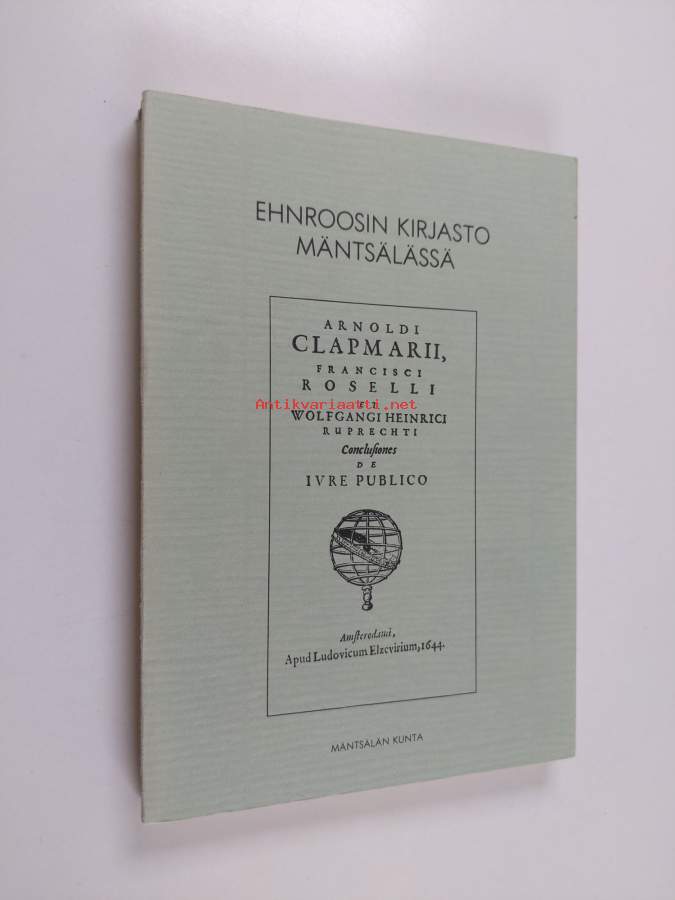 EHNROOSIN KIRJASTO
MÄNTSÄLÄSSÄ
ARNOLDI
CLAPMARII,
FRANCISCI
ROSELLI
ET
Antikvariaatti.net
WOLFGANGI HEINRICI
RUPRECHTI
Concluſiones
DE
IVRE PUBLICO
Amſterodami,
Apud Ludovicum Elzevirium, 1644.
MÄNTSÄLÄN KUNTA